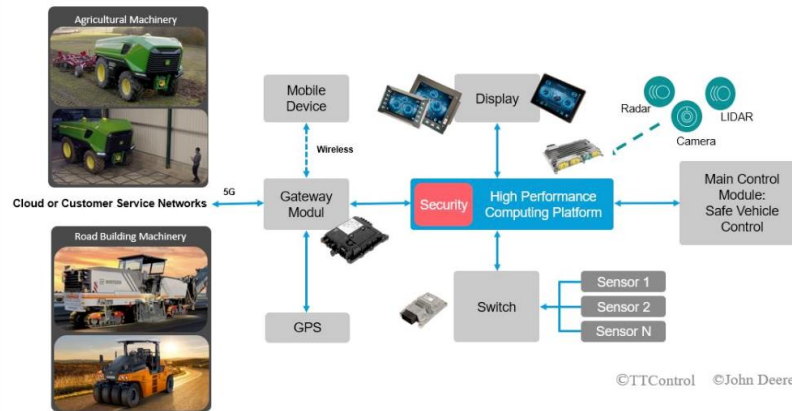 Agricultural Machinery
Mobile
Device
Display
Radar
LIDAR
Camera
Wireless
5G
Cloud or Customer Service Networks
Gateway
Modul
Security
High Performance
Computing Platform
Main Control
Module:
Safe Vehicle
Control
Road Building Machinery
GPS
Switch
Sensor 1
Sensor 2
Sensor N
©TTControl ©John Deere